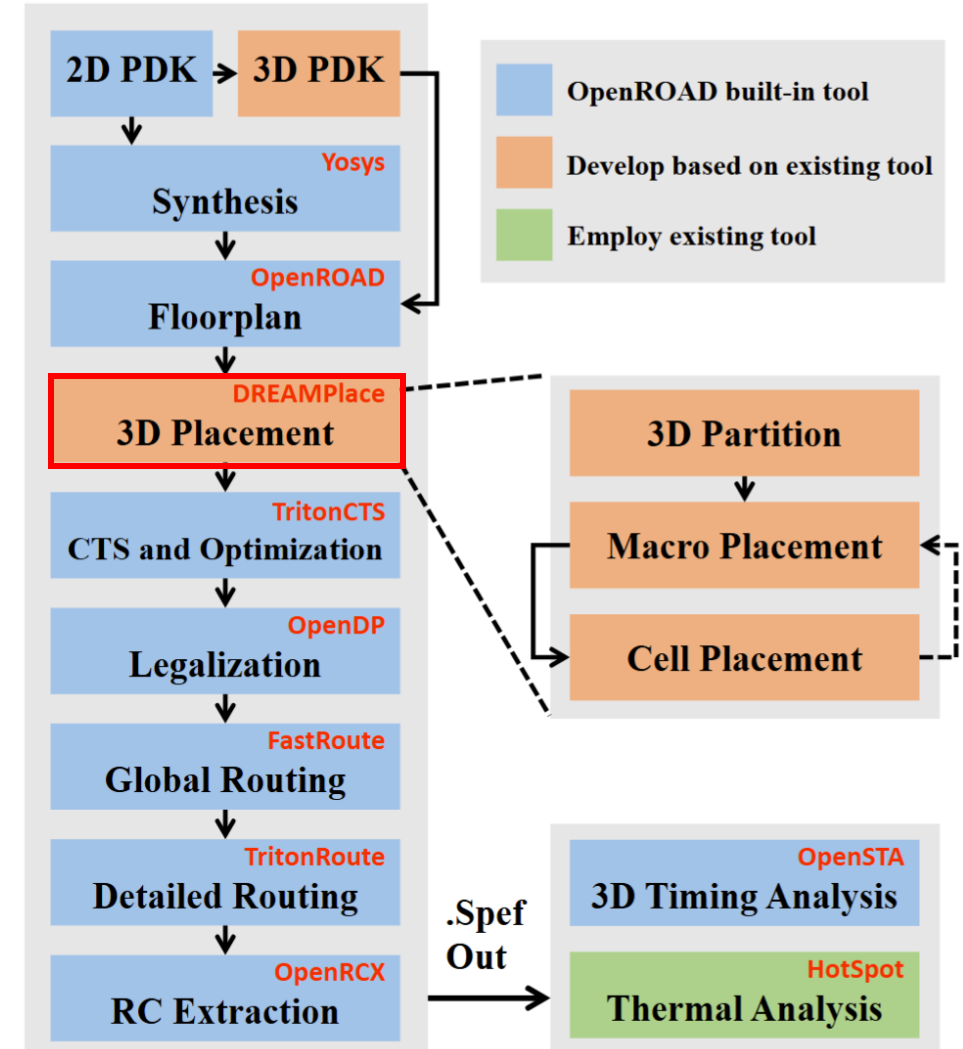 2D PDK
3D PDK
Yosys
Synthesis
OpenROAD
Floorplan
DREAMPlace
3D Placement
TritonCTS
CTS and Optimization
OpenDP
Legalization
FastRoute
Global Routing
TritonRoute
Detailed Routing
OpenRCX
RC Extraction
OpenROAD built-in tool
Develop based on existing tool
Employ existing tool
3D Partition
Macro Placement
Cell Placement
.Spef
Out
OpenSTA
3D Timing Analysis
HotSpot
Thermal Analysis